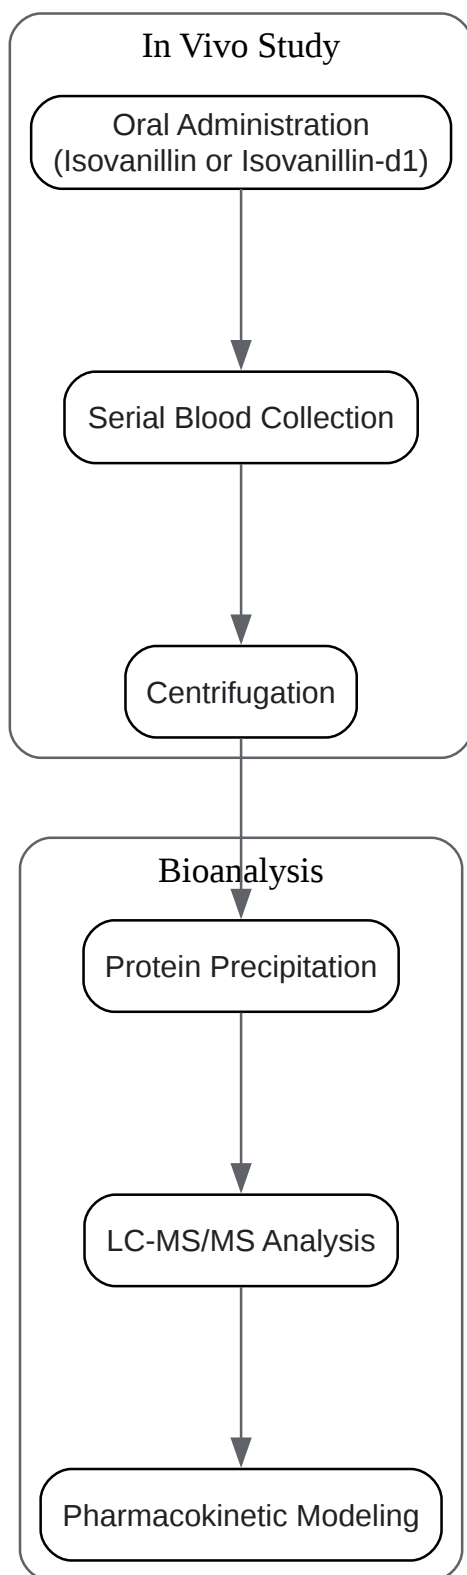 In Vivo Study
Oral Administration
(Isovanillin or Isovanillin-d1)
Serial Blood Collection
Centrifugation
Bioanalysis
Protein Precipitation
LC-MS/MS Analysis
Pharmacokinetic Modeling